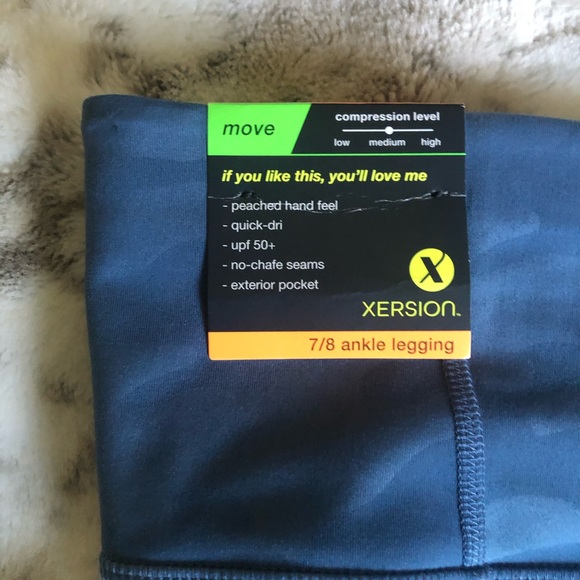 move
compression level
low medium high
if you like this, you'll love me
- peached hand feel
- quick-dri
- upf 50+
- no-chafe seams
- exterior pocket
X
XERSION™
7/8 ankle legging